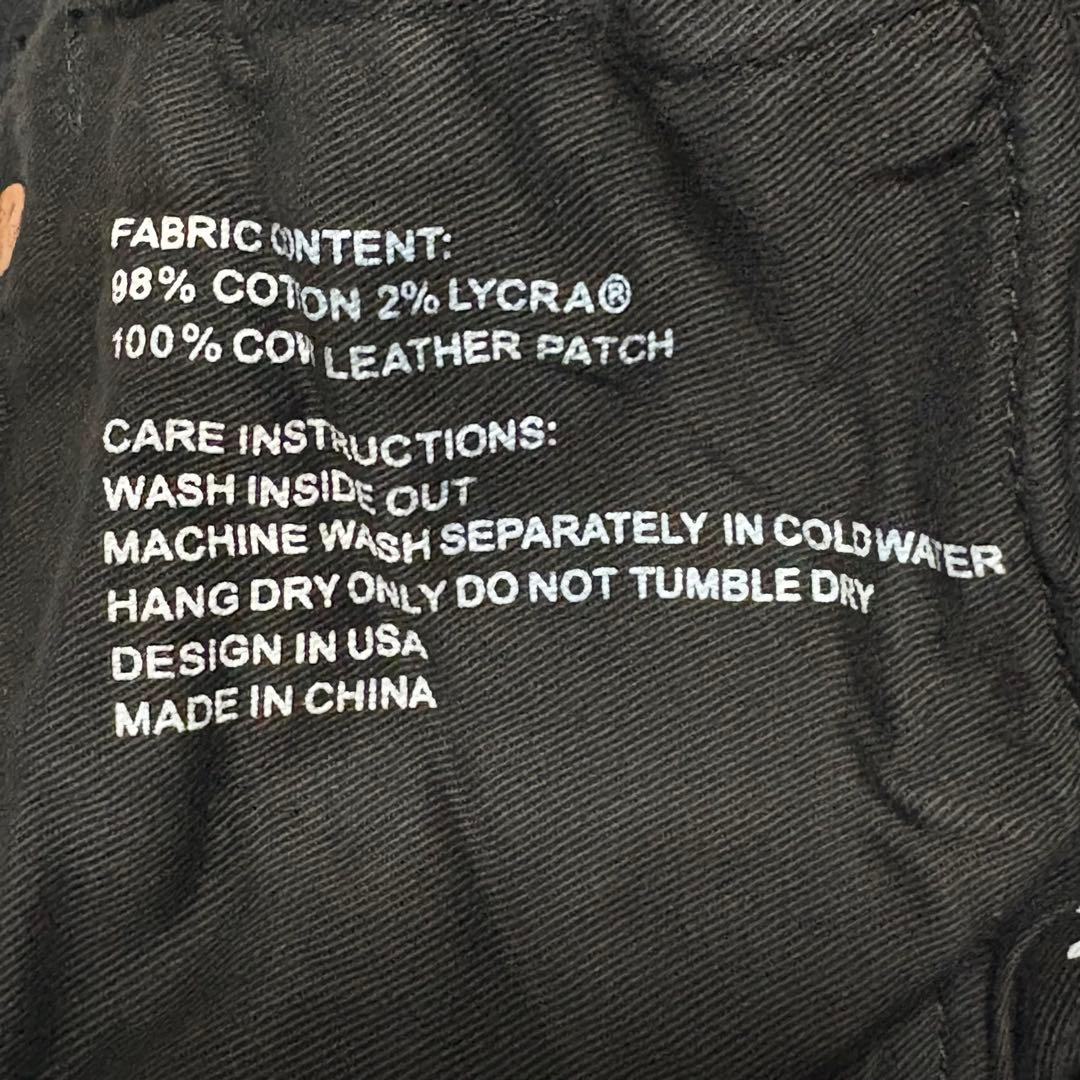 FABRIC CONTENT:
98% COTTON 2% LYCRA®
100% COW LEATHER PATCH
CARE INSTRUCTIONS:
WASH INSIDE OUT
MACHINE WASH SEPARATELY IN COLD WATER
HANG DRY ONLY DO NOT TUMBLE DRY
DESIGN IN USA
MADE IN CHINA